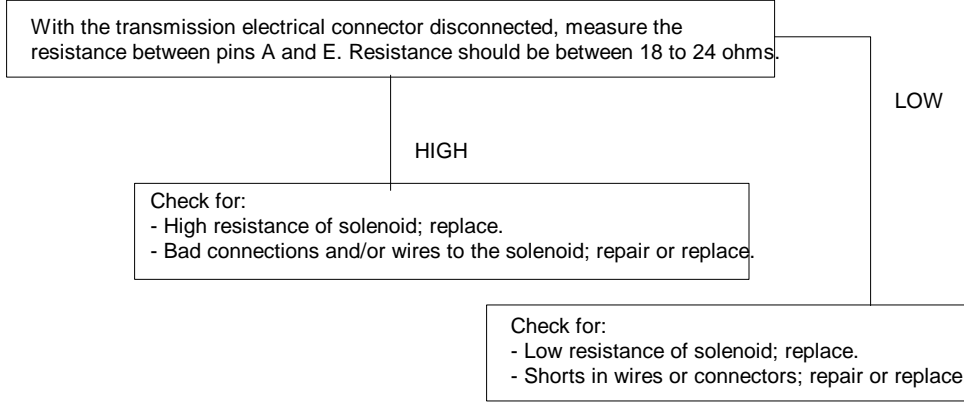 With the transmission electrical connector disconnected, measure the
resistance between pins A and E. Resistance should be between 18 to 24 ohms.
LOW
HIGH
Check for:
- High resistance of solenoid; replace.
- Bad connections and/or wires to the solenoid; repair or replace.
Check for:
- Low resistance of solenoid; replace.
- Shorts in wires or connectors; repair or replace